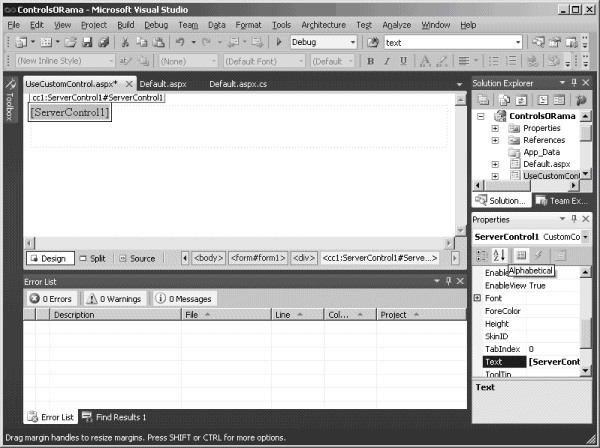 ControlsORama - Microsoft Visual Studio
File Edit View Project Build Debug Team Data Format Tools Architecture Test Analyze Window Help
Debug text
(New Inline Style) (None) (Default Font) (Default B I U A
UseCustomControl.aspx* Default.aspx Default.aspx.cs
Toolbox
cc1:ServerControl1#ServerControl1
[ServerControl1]
Design Split Source <body> <form#form1> <div> <cc1:ServerControl1#Serve...>
Error List
0 Errors 0 Warnings 0 Messages
Description File Line Col... Project
Error List Find Results 1
Drag margin handles to resize margins. Press SHIFT or CTRL for more options.
Solution Explorer
ControlsORama
Properties
References
App_Data
Default.aspx
UseCustomCon
Solution... Team Ex...
Properties
ServerControl1 CustomCo
Alphabetical
Enable
EnableView True
Font
ForeColor
Height
SkinID
TabIndex 0
Text [ServerCont
ToolTip
Text